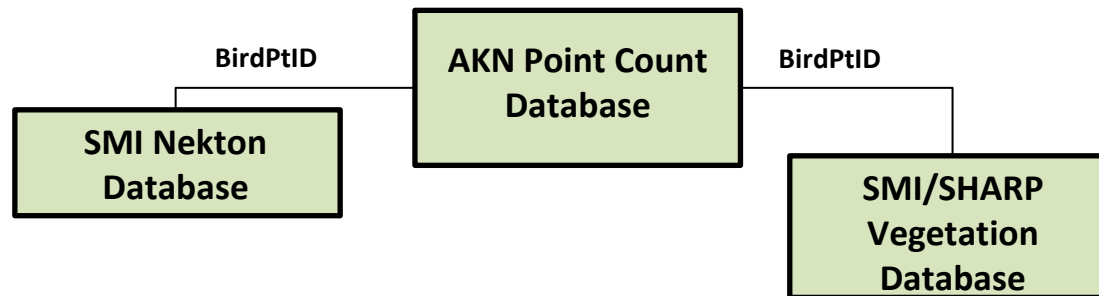 BirdPtID
AKN Point Count
Database
BirdPtID
SMI Nekton
Database
SMI/SHARP
Vegetation
Database